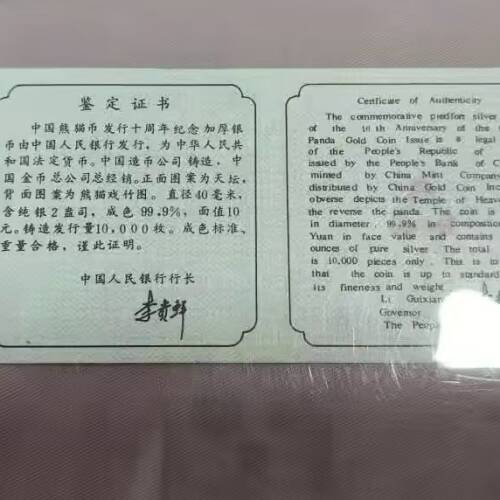 鉴定证书
中国熊猫币发行十周年纪念加厚银
币由中国人民银行发行，为中华人民共
和国法定货币。中国造币公司铸造，中
国金币总公司总经销。正面图案为天坛，
背面图案为熊猫戏竹图。直径40毫米，
含纯银2盎司，成色99.9%，面值10
元。铸造发行量10,000枚。成色标准、
重量合格，谨此证明。
中国人民银行行长
李贵鲜
Certificate of Authenticity
The commemorative piedfort silver
of the 10th Anniversary of the
Panda Gold Coin Issue is a legal
of the People's Republic of
issued by the People's Bank of C
minted by China Mint Company
distributed by China Gold Coin Inc
obverse depicts the Temple of Heav
the reverse the panda. The coin is
in diameter, 99.9% in composition
Yuan in face value and contains
ounces of pure silver. The total
is 10,000 pieces only. This is to
that the coin is up to standard
its fineness and weight
Li Guixian
Governor
The Peop